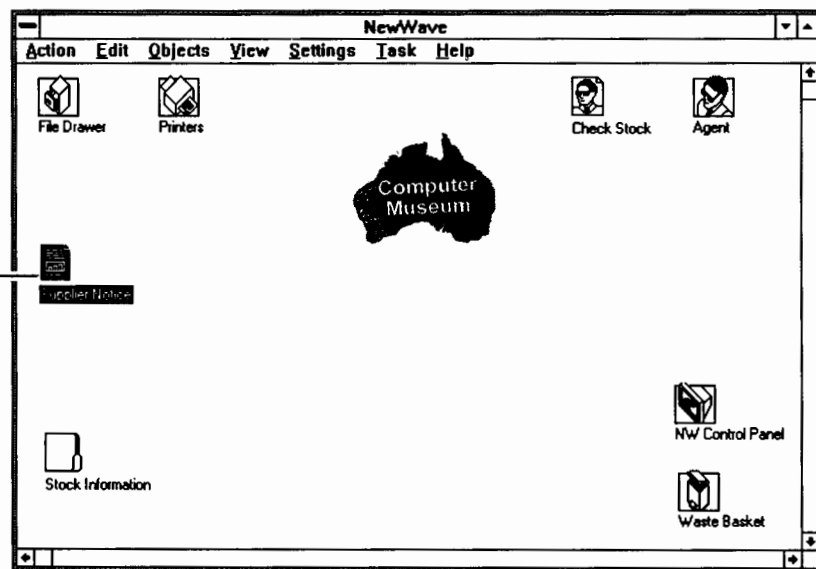 NewWave
Action Edit Objects View Settings Task Help
File Drawer
Printers
Check Stock
Agent
Computer
Museum
Supplier Notice
NW Control Panel
Stock Information
Waste Basket